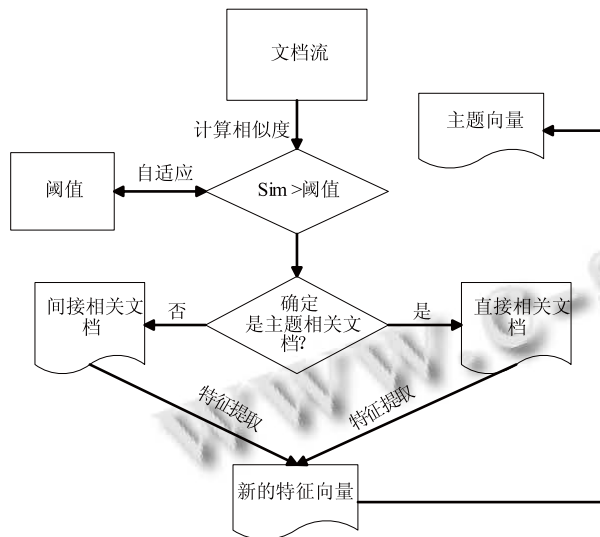 文档流
计算相似度
主题向量
阈值
自适应
Sim >阈值
间接相关文
档
否
确定
是主题相关文
档?
是
直接相关文
档
特征提取
特征提取
新的特征向量
www.c-